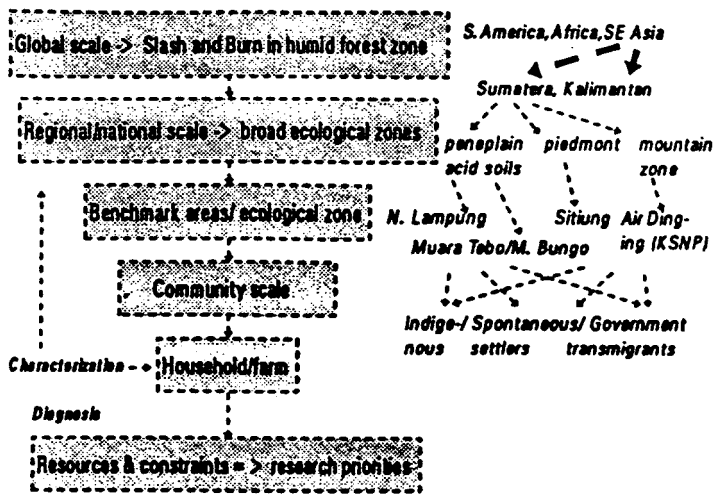 Global scale -> Slash and Burn in humid forest zone
Regional/national scale -> broad ecological zones
Benchmark areas/ ecological zone
Community scale
Characterization
Household/farm
Diagnosis
Resources & constraints = > research priorities
S. America, Africa, SE Asia
Sumatera, Kalimantan
peneplain piedmont mountain
acid soils zone
N. Lampung Sitiung Air Ding-
Muara Tebo/M. Bungo ing (KSNP)
Indige-/ Spontaneous/ Government
nous settlers transmigrants